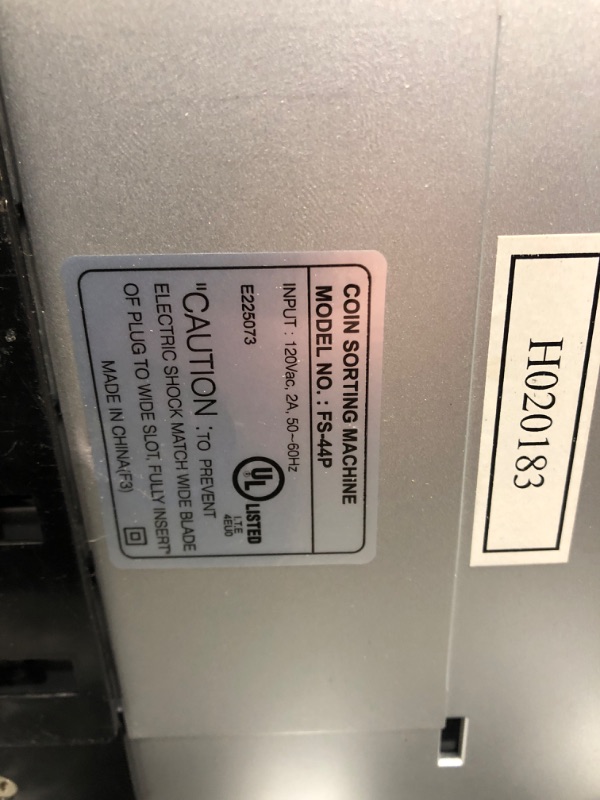 COIN SORTING MACHiNE
MODEL NO. : FS-44P
INPUT : 120Vac, 2A, 50~60Hz
E225073
UL LISTED
I.T.E
4EU0
"CAUTION : TO PREVENT
ELECTRIC SHOCK MATCH WIDE BLADE
OF PLUG TO WIDE SLOT, FULLY INSERT"
MADE IN CHINA(F3)
H020183